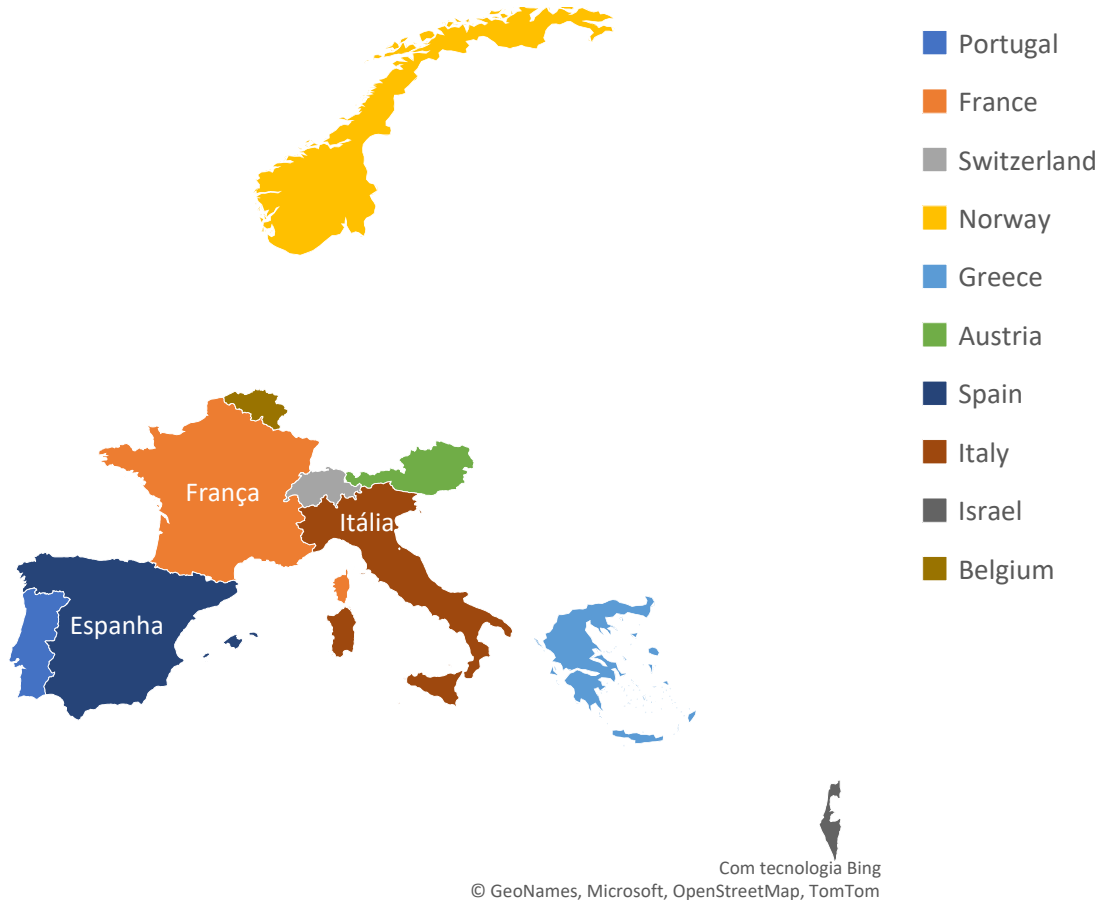 Portugal
France
Switzerland
Norway
Greece
Austria
Spain
Italy
Israel
Belgium
França
Itália
Espanha
Com tecnologia Bing
© GeoNames, Microsoft, OpenStreetMap, TomTom